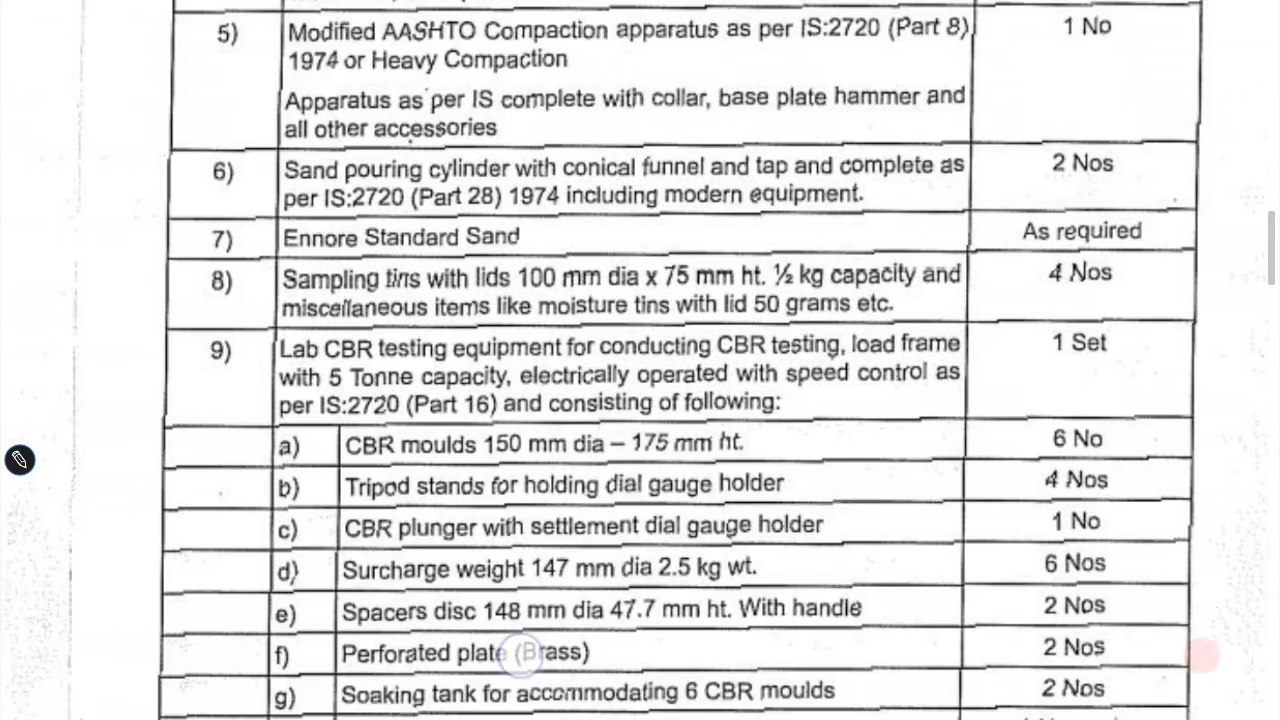 5) Modified AASHTO Compaction apparatus as per IS:2720 (Part 8) 1 No
1974 or Heavy Compaction
Apparatus as per IS complete with collar, base plate hammer and
all other accessories
6) Sand pouring cylinder with conical funnel and tap and complete as 2 Nos
per IS:2720 (Part 28) 1974 including modern equipment.
7) Ennore Standard Sand As required
8) Sampling tins with lids 100 mm dia x 75 mm ht. ½ kg capacity and 4 Nos
miscellaneous items like moisture tins with lid 50 grams etc.
9) Lab CBR testing equipment for conducting CBR testing, load frame 1 Set
with 5 Tonne capacity, electrically operated with speed control as
per IS:2720 (Part 16) and consisting of following:
a) CBR moulds 150 mm dia – 175 mm ht. 6 No
b) Tripod stands for holding dial gauge holder 4 Nos
c) CBR plunger with settlement dial gauge holder 1 No
d) Surcharge weight 147 mm dia 2.5 kg wt. 6 Nos
e) Spacers disc 148 mm dia 47.7 mm ht. With handle 2 Nos
f) Perforated plate (Brass) 2 Nos
g) Soaking tank for accommodating 6 CBR moulds 2 Nos